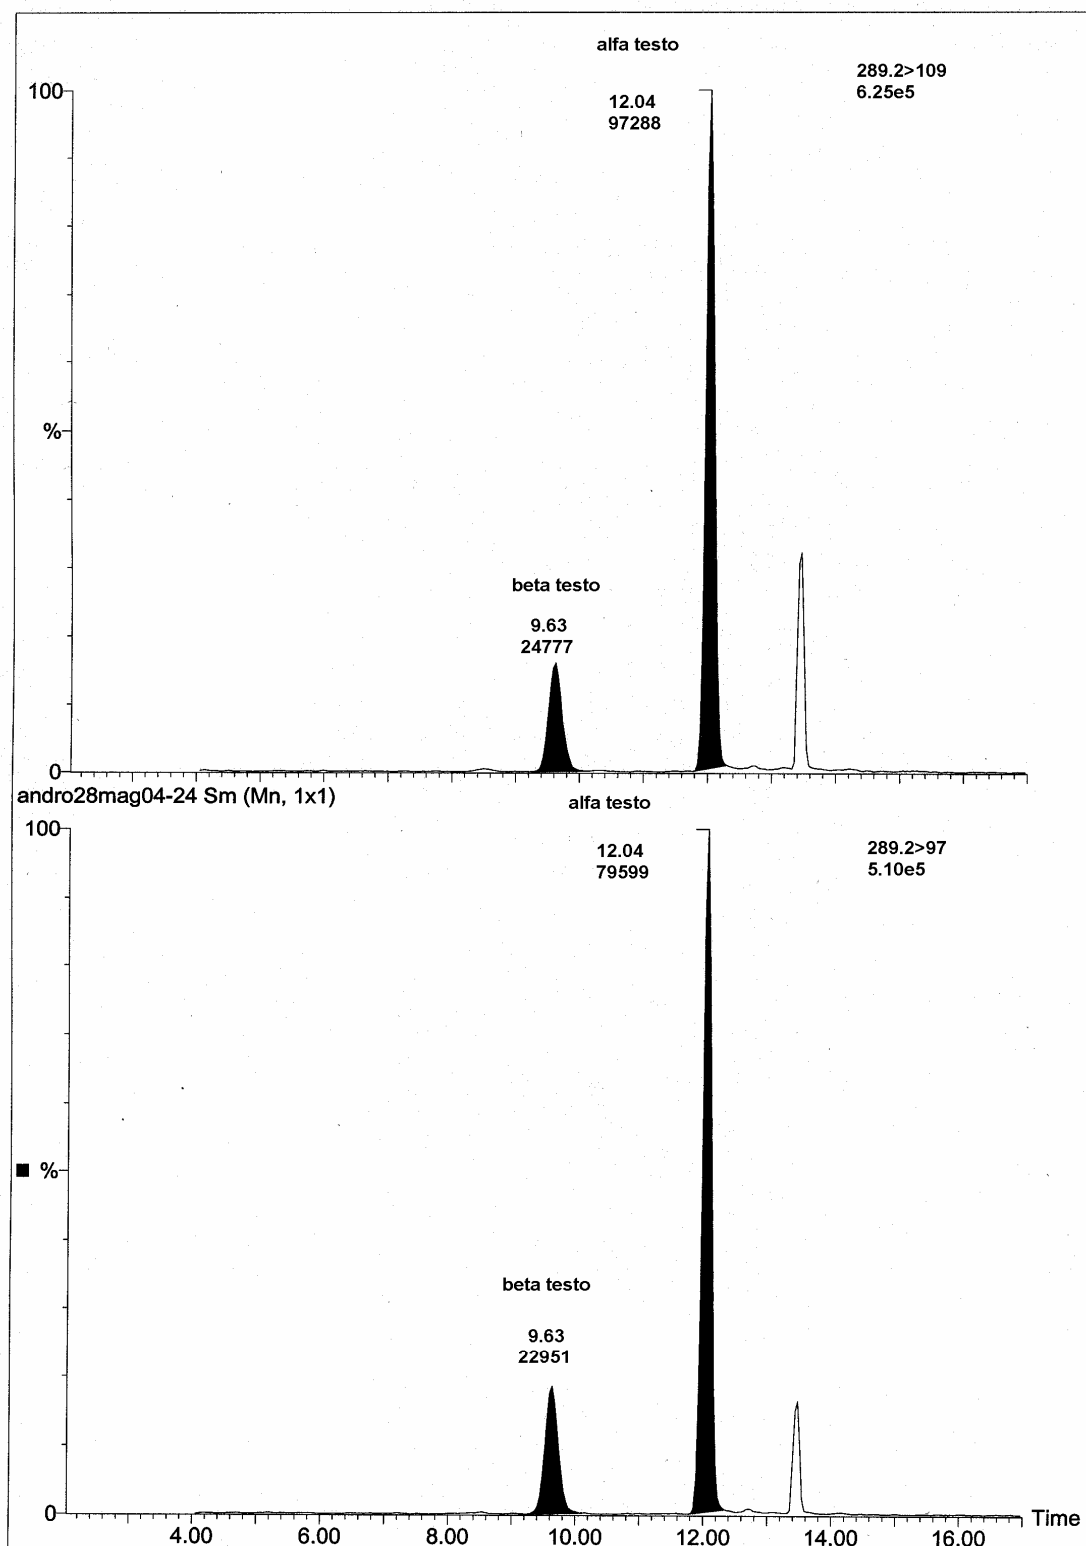 alfa testo
289.2>109
6.25e5
100
12.04
97288
%
beta testo
9.63
24777
0
andro28mag04-24 Sm (Mn, 1x1)
alfa testo
100
289.2>97
5.10e5
12.04
79599
%
beta testo
9.63
22951
0
Time
4.00 6.00 8.00 10.00 12.00 14.00 16.00